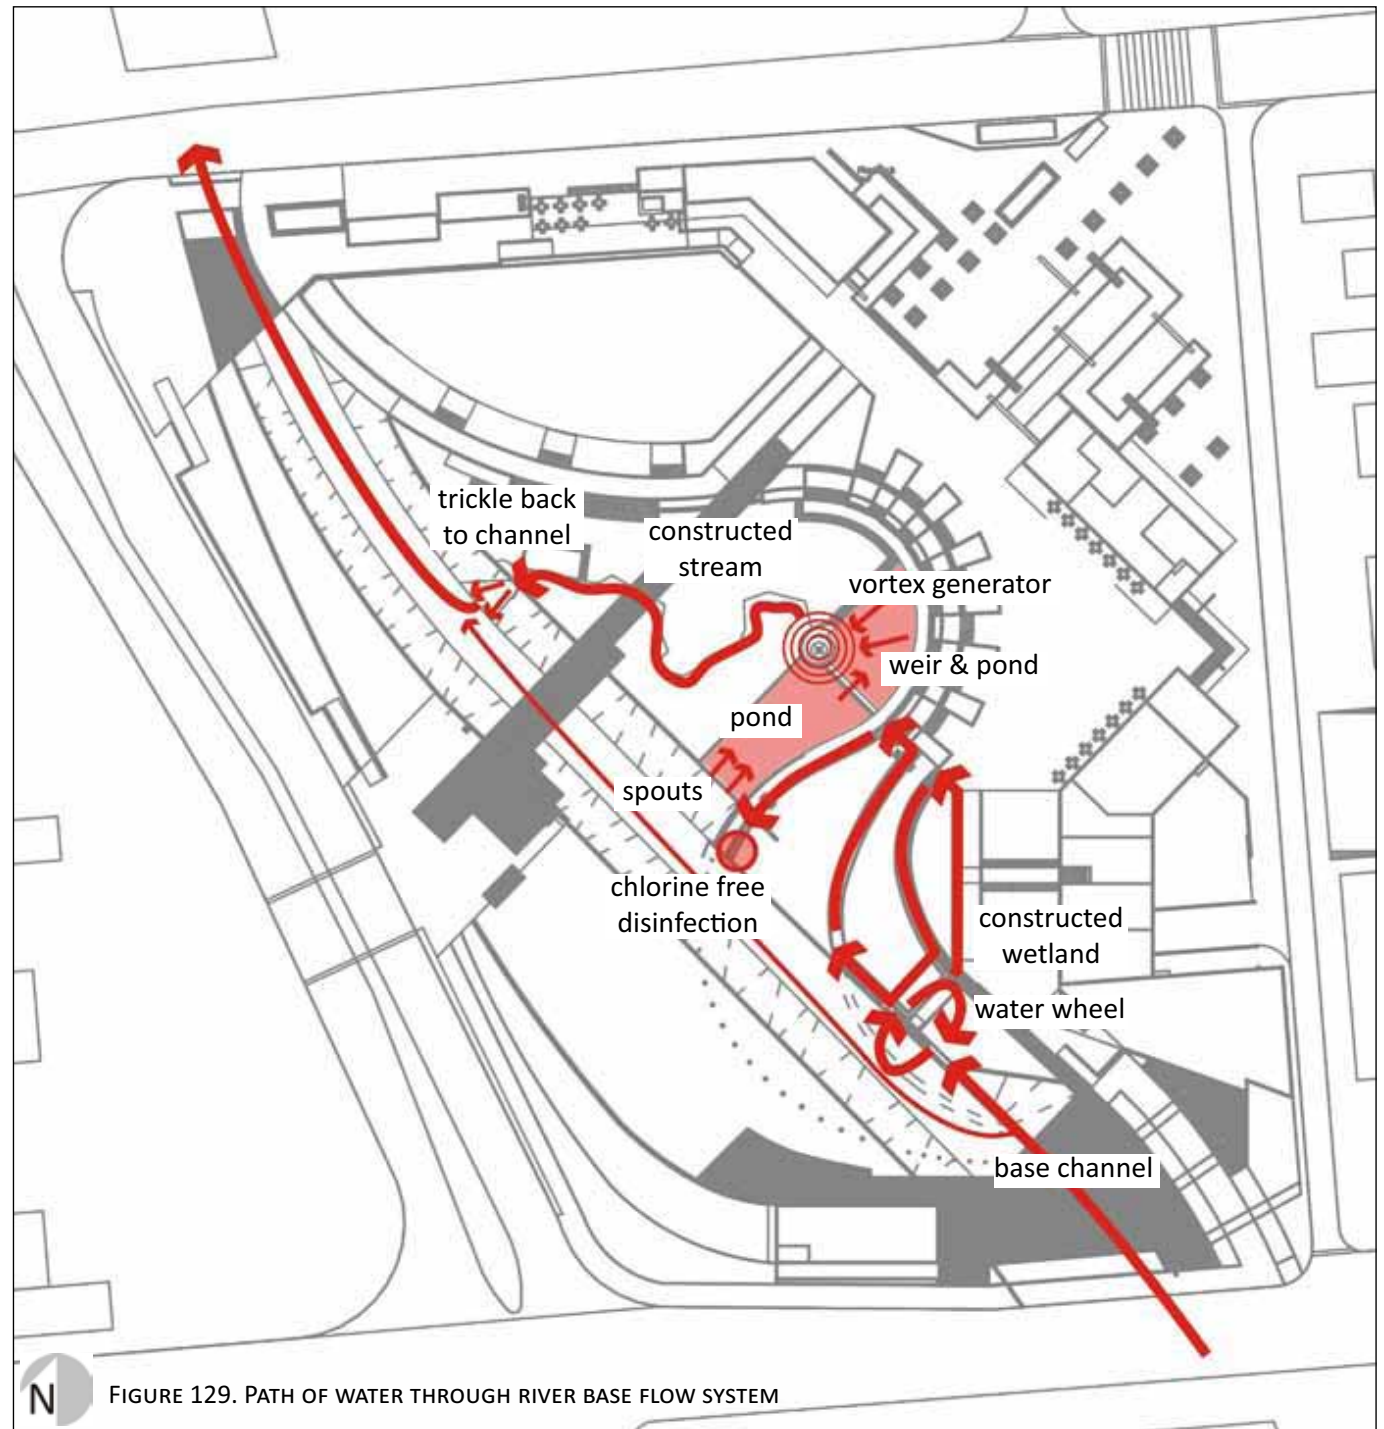 trickle back
to channel
constructed
stream
vortex generator
weir & pond
pond
spouts
chlorine free
disinfection
constructed
wetland
water wheel
base channel
N
FIGURE 129. PATH OF WATER THROUGH RIVER BASE FLOW SYSTEM